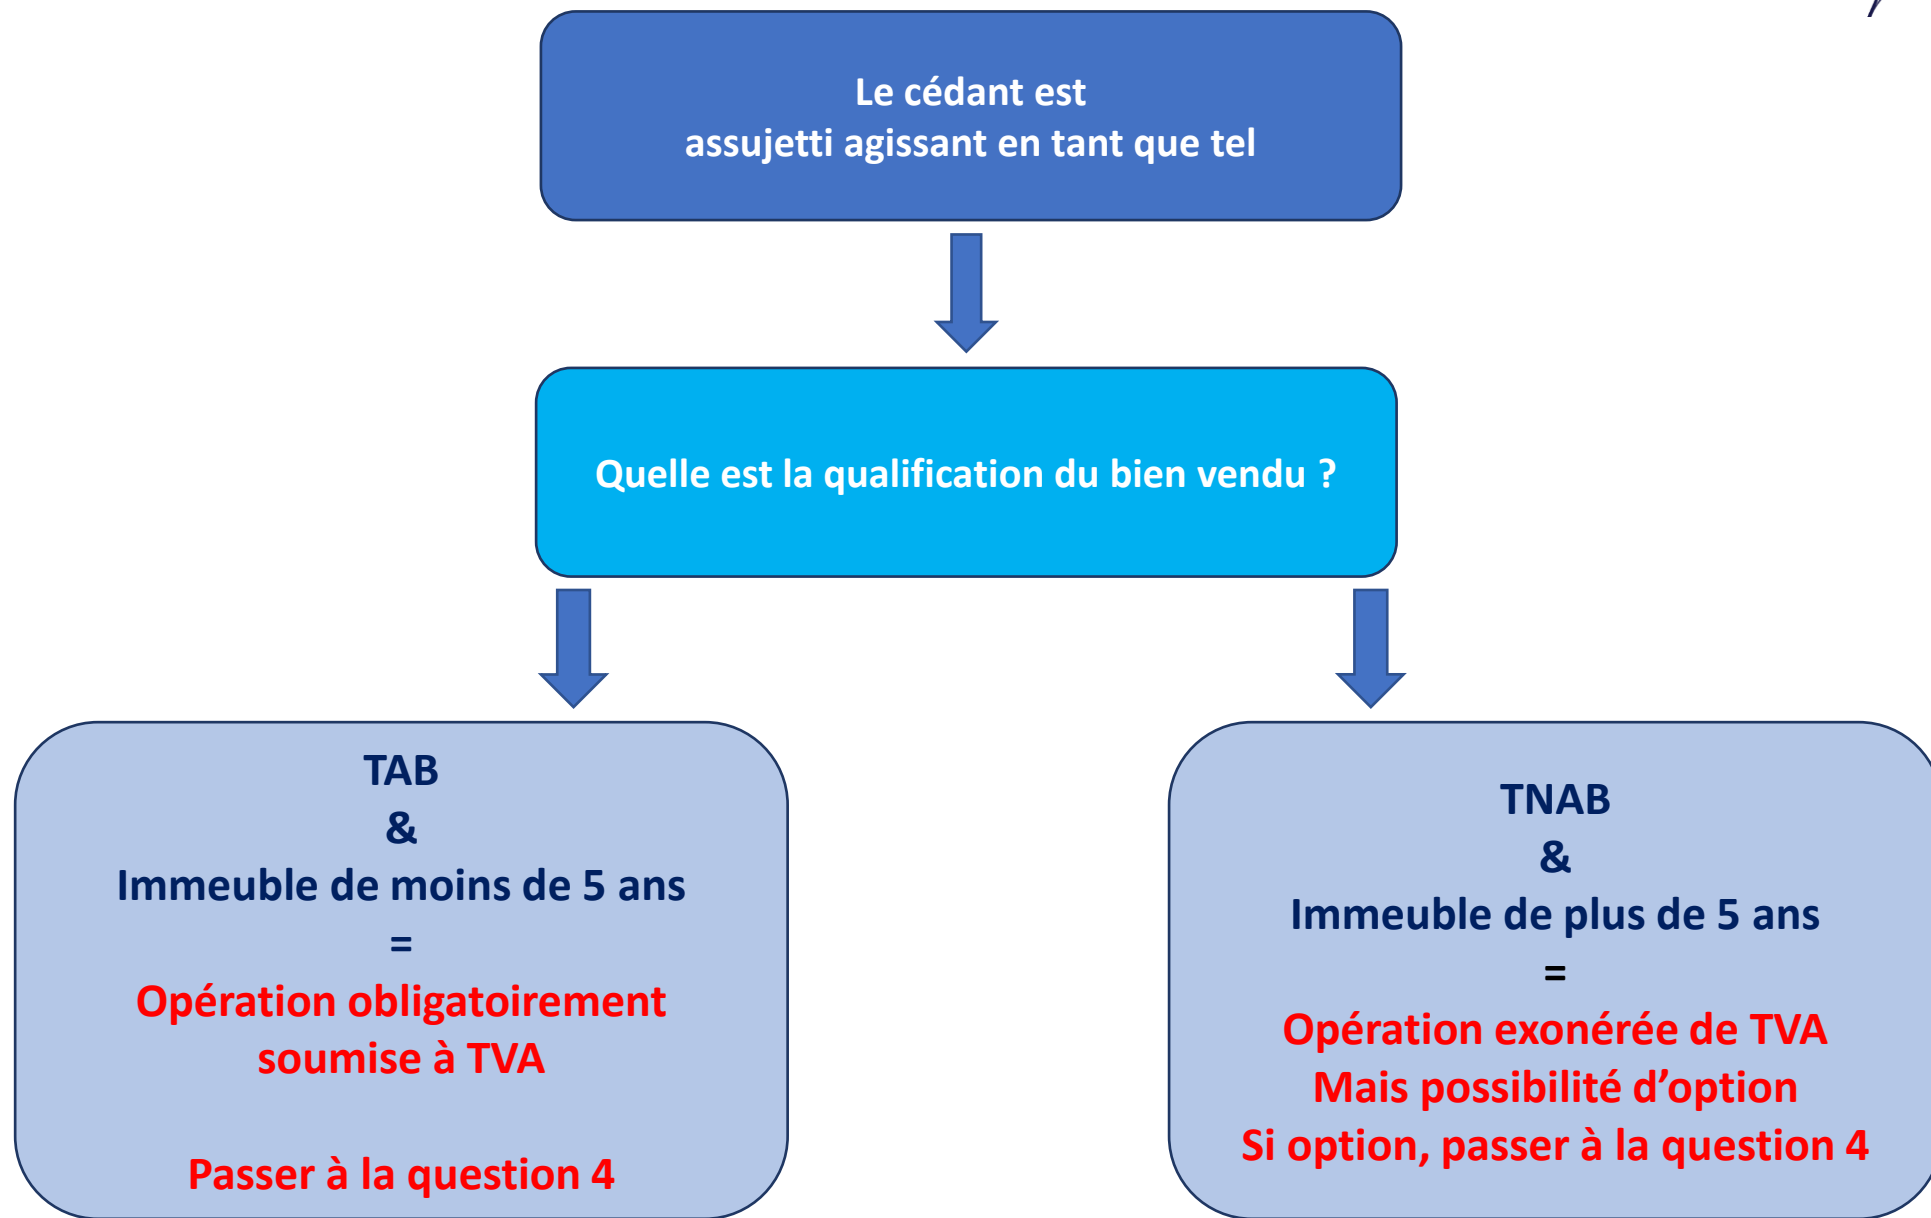 Le cédant est
assujetti agissant en tant que tel
Quelle est la qualification du bien vendu ?
TAB
&
Immeuble de moins de 5 ans
=
Opération obligatoirement
soumise à TVA
Passer à la question 4
TNAB
&
Immeuble de plus de 5 ans
=
Opération exonérée de TVA
Mais possibilité d’option
Si option, passer à la question 4